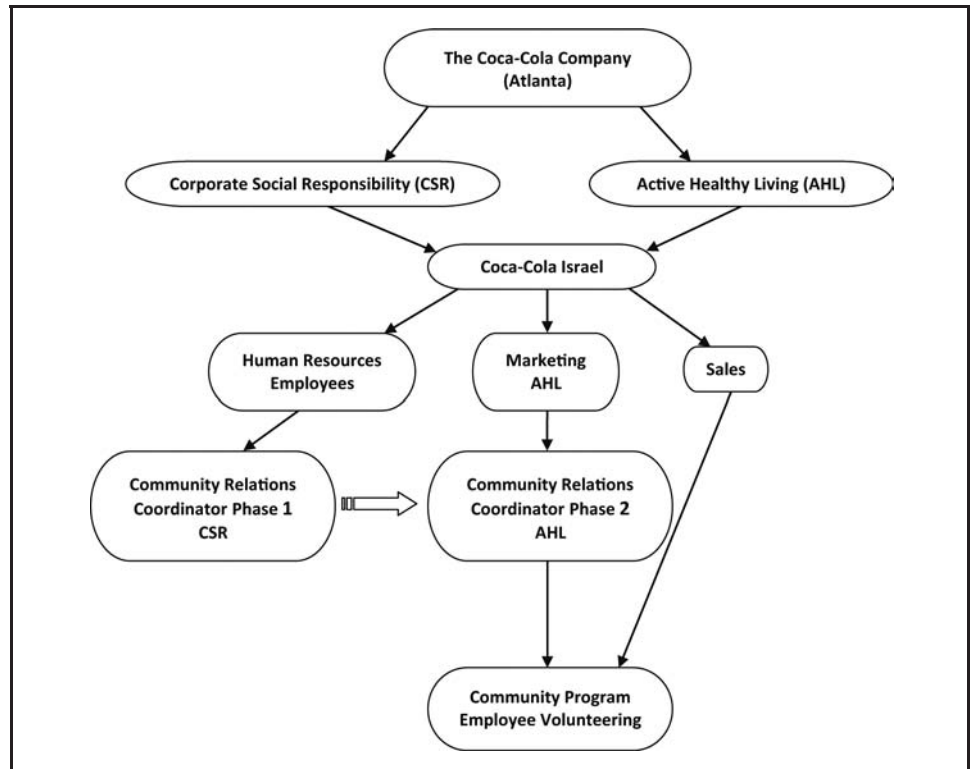 The Coca-Cola Company
(Atlanta)
Corporate Social Responsibility (CSR)
Active Healthy Living (AHL)
Coca-Cola Israel
Human Resources
Employees
Marketing
AHL
Sales
Community Relations
Coordinator Phase 1
CSR
Community Relations
Coordinator Phase 2
AHL
Community Program
Employee Volunteering